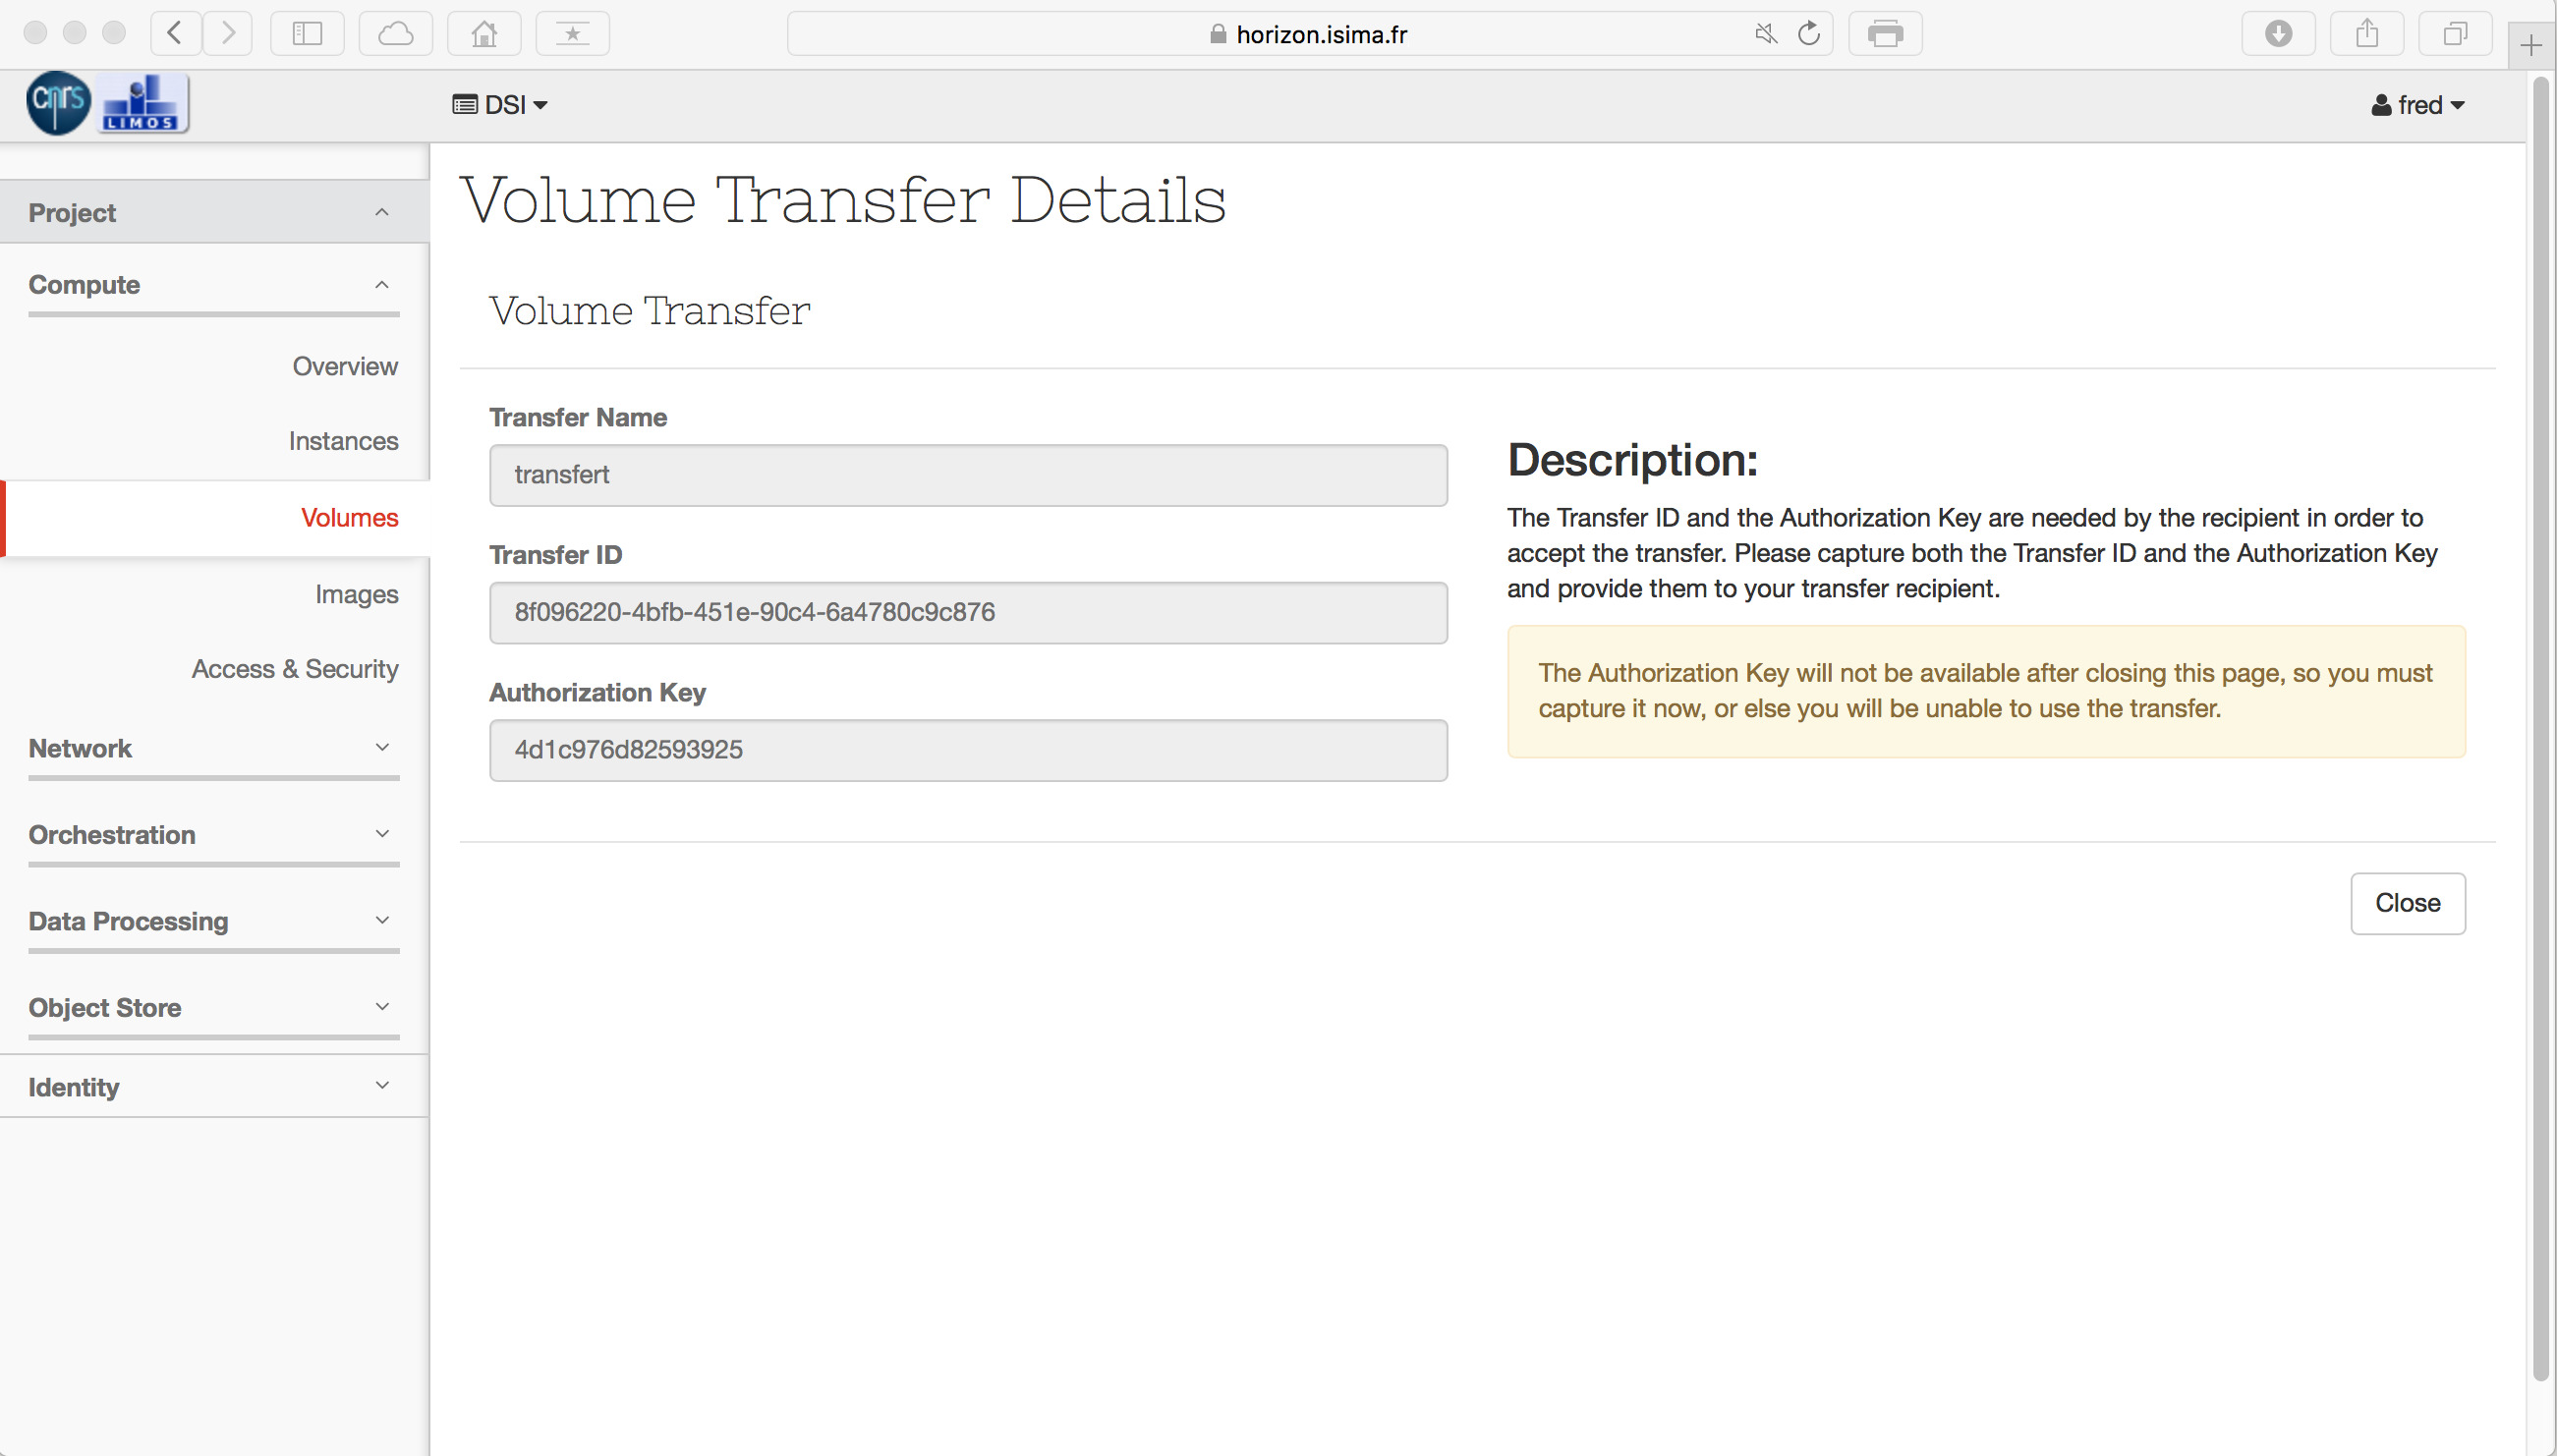 horizon.isima.fr
cnrs
LIMOS
DSI
fred
Project
Compute
Overview
Instances
Volumes
Images
Access & Security
Network
Orchestration
Data Processing
Object Store
Identity
Volume Transfer Details
Volume Transfer
Transfer Name
transfert
Transfer ID
8f096220-4bfb-451e-90c4-6a4780c9c876
Authorization Key
4d1c976d82593925
Description:
The Transfer ID and the Authorization Key are needed by the recipient in order to
accept the transfer. Please capture both the Transfer ID and the Authorization Key
and provide them to your transfer recipient.
The Authorization Key will not be available after closing this page, so you must
capture it now, or else you will be unable to use the transfer.
Close